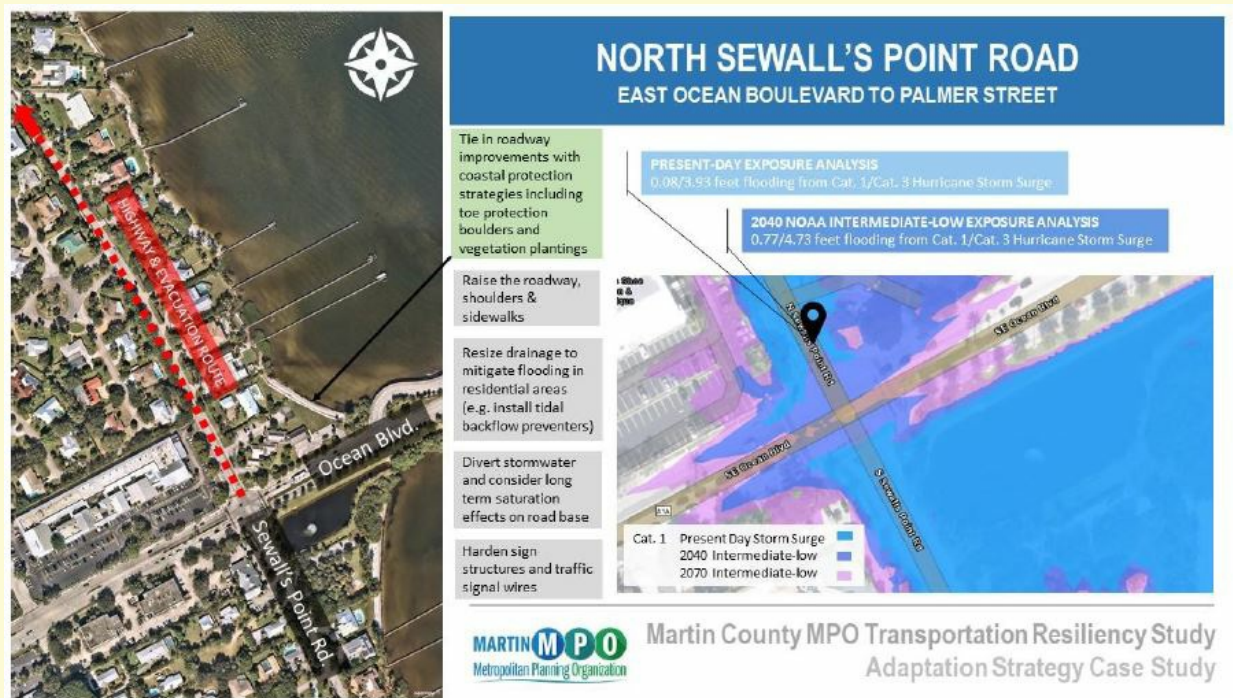 NORTH SEWALL'S POINT ROAD
EAST OCEAN BOULEVARD TO PALMER STREET
HIGHWAY & EVACUATION ROUTE
Ocean Blvd.
Sewall's Point Rd.
Tie in roadway
improvements with
coastal protection
strategies including
toe protection
boulders and
vegetation plantings
Raise the roadway,
shoulders &
sidewalks
Resize drainage to
mitigate flooding in
residential areas
(e.g. install tidal
backflow preventers)
Divert stormwater
and consider long
term saturation
effects on road base
Harden sign
structures and traffic
signal wires
PRESENT-DAY EXPOSURE ANALYSIS
0.08/3.93 feet flooding from Cat. 1/Cat. 3 Hurricane Storm Surge
2040 NOAA INTERMEDIATE-LOW EXPOSURE ANALYSIS
0.77/4.73 feet flooding from Cat. 1/Cat. 3 Hurricane Storm Surge
N Sewalls Point Rd
SE Ocean Blvd
SE Ocean Blvd
S Sewalls Point Rd
A1A
Cat. 1 Present Day Storm Surge
2040 Intermediate-low
2070 Intermediate-low
MARTIN MPO
Metropolitan Planning Organization
Martin County MPO Transportation Resiliency Study
Adaptation Strategy Case Study